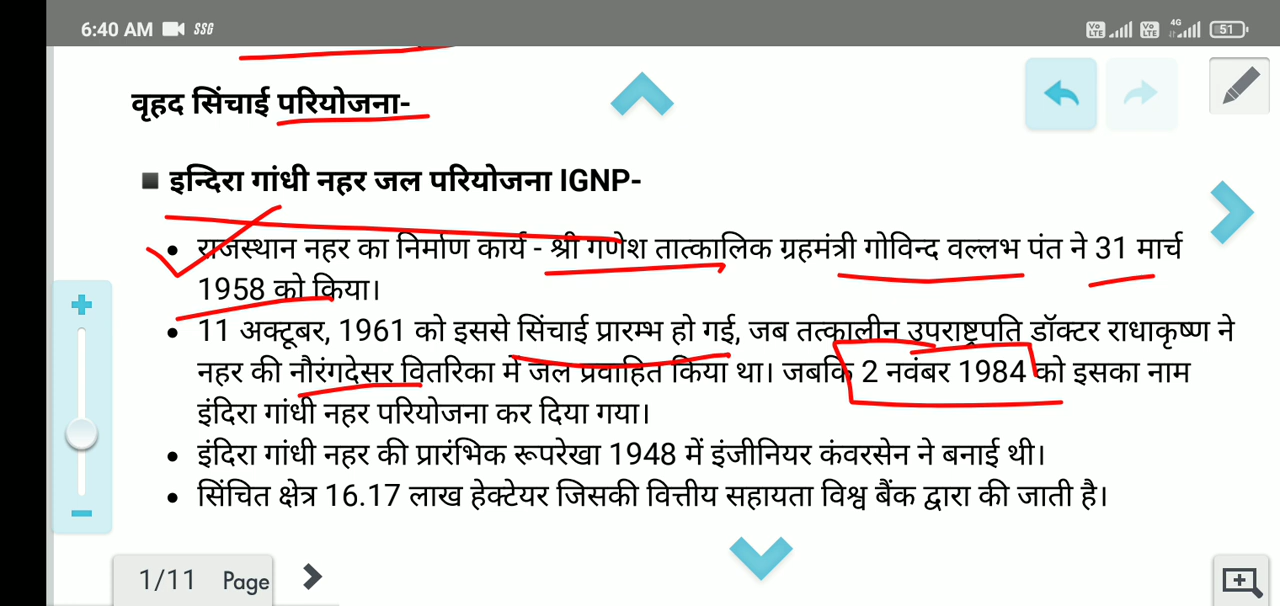 6:40 AM SSG 4G 51
वृहद सिंचाई परियोजना-
इन्दिरा गांधी नहर जल परियोजना IGNP-
राजस्थान नहर का निर्माण कार्य - श्री गणेश तात्कालिक ग्रहमंत्री गोविन्द वल्लभ पंत ने 31 मार्च
1958 को किया।
11 अक्टूबर, 1961 को इससे सिंचाई प्रारम्भ हो गई, जब तत्कालीन उपराष्ट्रपति डॉक्टर राधाकृष्ण ने
नहर की नौरंगदेसर वितरिका में जल प्रवाहित किया था। जबकि 2 नवंबर 1984 को इसका नाम
इंदिरा गांधी नहर परियोजना कर दिया गया।
इंदिरा गांधी नहर की प्रारंभिक रूपरेखा 1948 में इंजीनियर कंवरसेन ने बनाई थी।
सिंचित क्षेत्र 16.17 लाख हेक्टेयर जिसकी वित्तीय सहायता विश्व बैंक द्वारा की जाती है।
1/11 Page